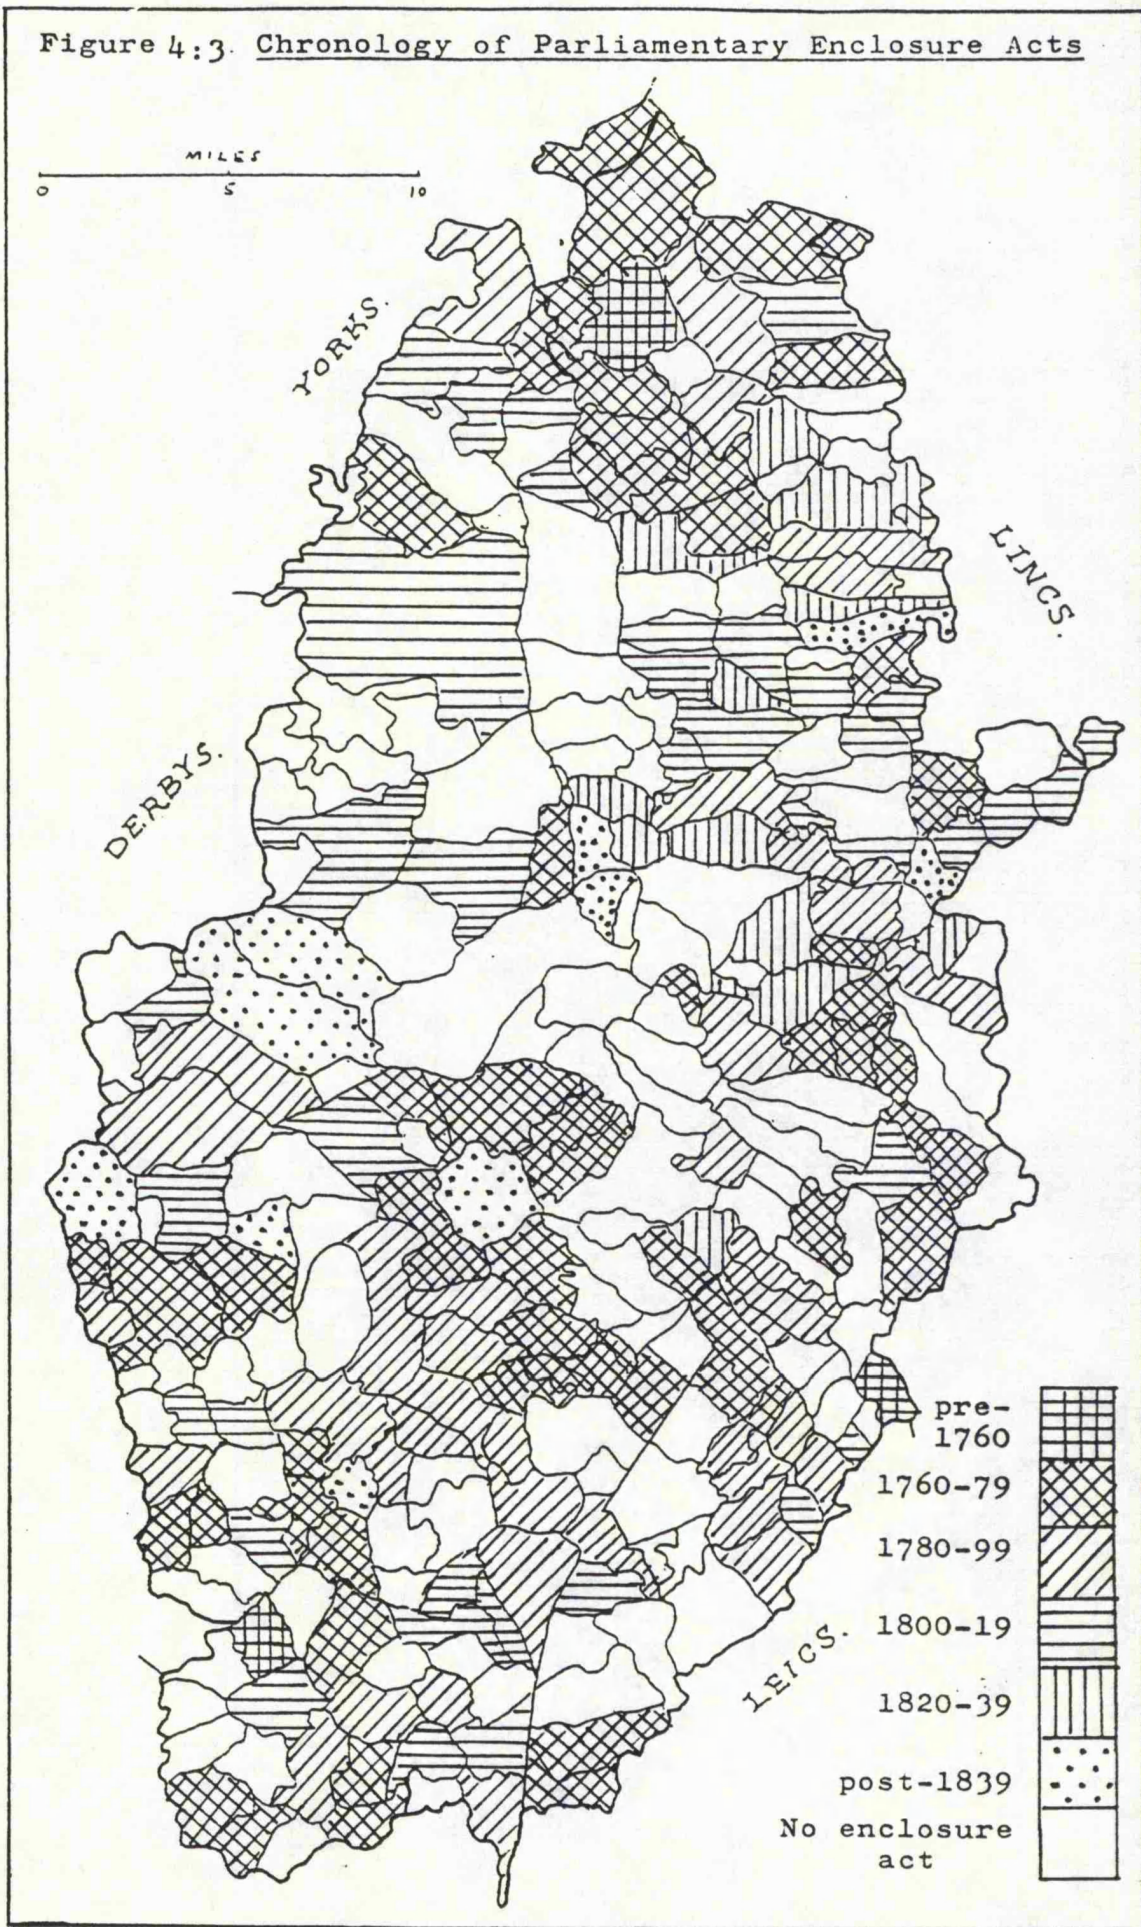 Figure 4:3. Chronology of Parliamentary Enclosure Acts
MILES
0 5 10
YORKS.
LINCS.
DERBYS.
LEICS.
pre-
1760
1760-79
1780-99
1800-19
1820-39
post-1839
No enclosure
act